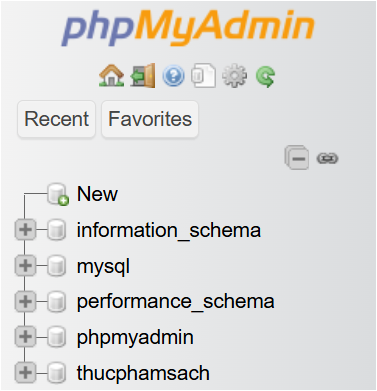 phpMyAdmin
Recent Favorites
New
information_schema
mysql
performance_schema
phpmyadmin
thucphamsach